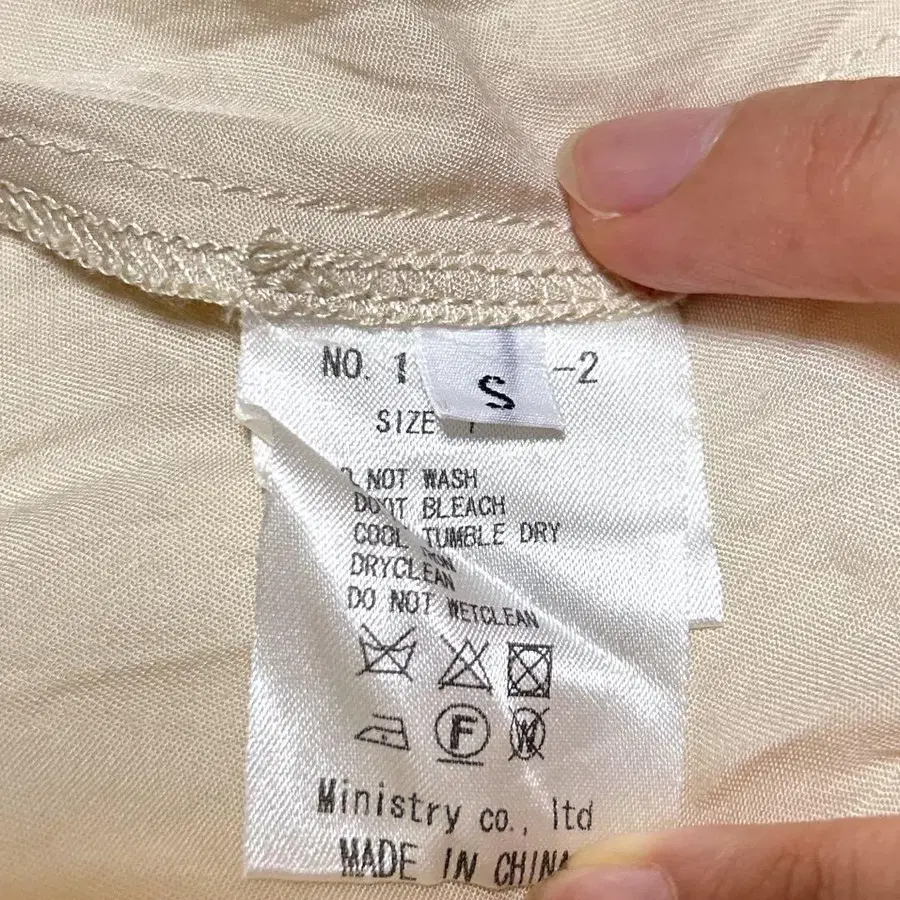 NO. 1 -2
S
SIZE
NOT WASH
BLEACH
COOL TUMBLE DRY
DRYCLEAN
DO NOT WETCLEAN
F
W
Ministry co., ltd
MADE IN CHINA